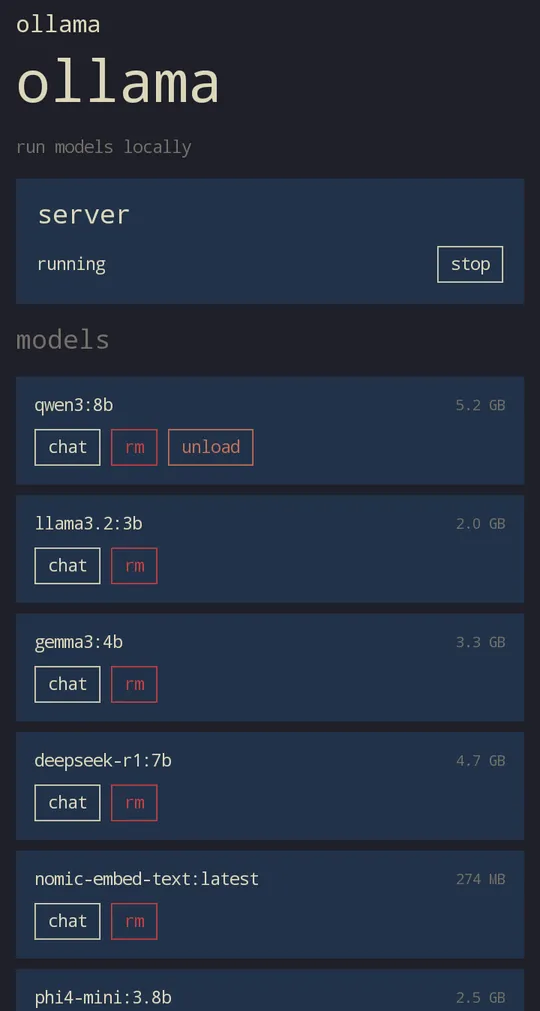 ollama
ollama
run models locally
server
running stop
models
qwen3:8b 5.2 GB
chat rm unload
llama3.2:3b 2.0 GB
chat rm
gemma3:4b 3.3 GB
chat rm
deepseek-r1:7b 4.7 GB
chat rm
nomic-embed-text:latest 274 MB
chat rm
phi4-mini:3.8b 2.5 GB